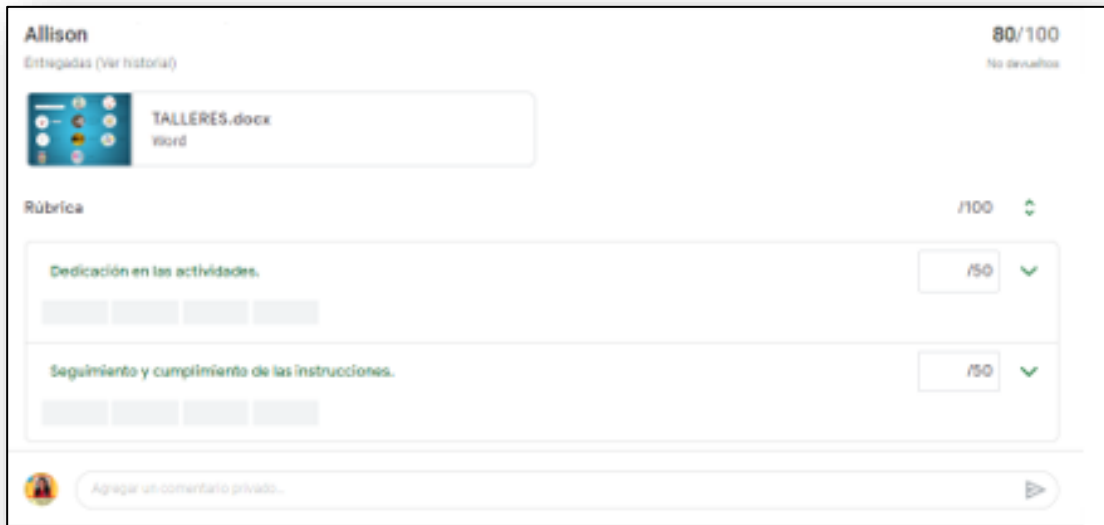 Allison
80/100
Entregadas (Ver historial)
No devueltos
TALLERES.docx
Word
Rúbrica
/100
Dedicación en las actividades.
/50
Seguimiento y cumplimiento de las instrucciones.
/50
Agregar un comentario privado...